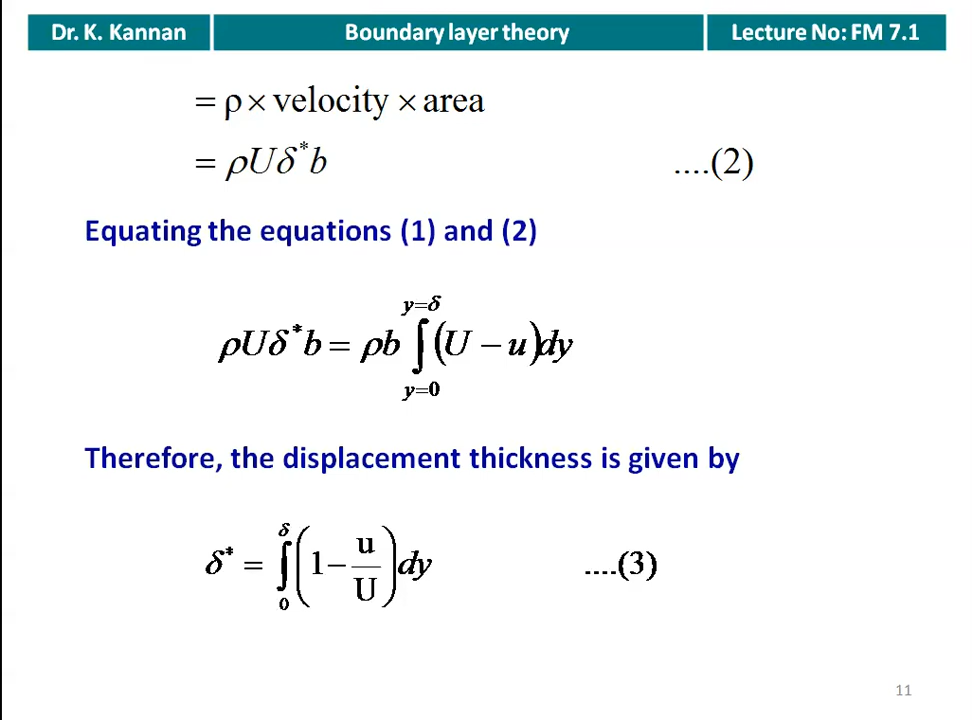 Dr. K. Kannan
Boundary layer theory
Lecture No: FM 7.1
= ρ × velocity × area
= ρUδ*b ....(2)
Equating the equations (1) and (2)
ρUδ*b = ρb ∫_{y=0}^{y=δ} (U − u)dy
Therefore, the displacement thickness is given by
δ* = ∫_0^δ (1 − u/U) dy ....(3)
11